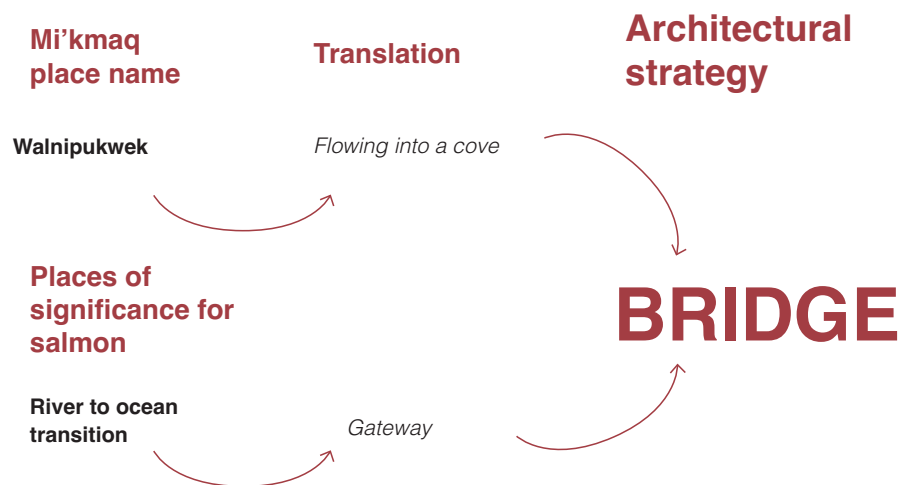 Mi’kmaq
place name
Translation
Architectural
strategy
Walnipukwek
Flowing into a cove
Places of
significance for
salmon
BRIDGE
River to ocean
transition
Gateway